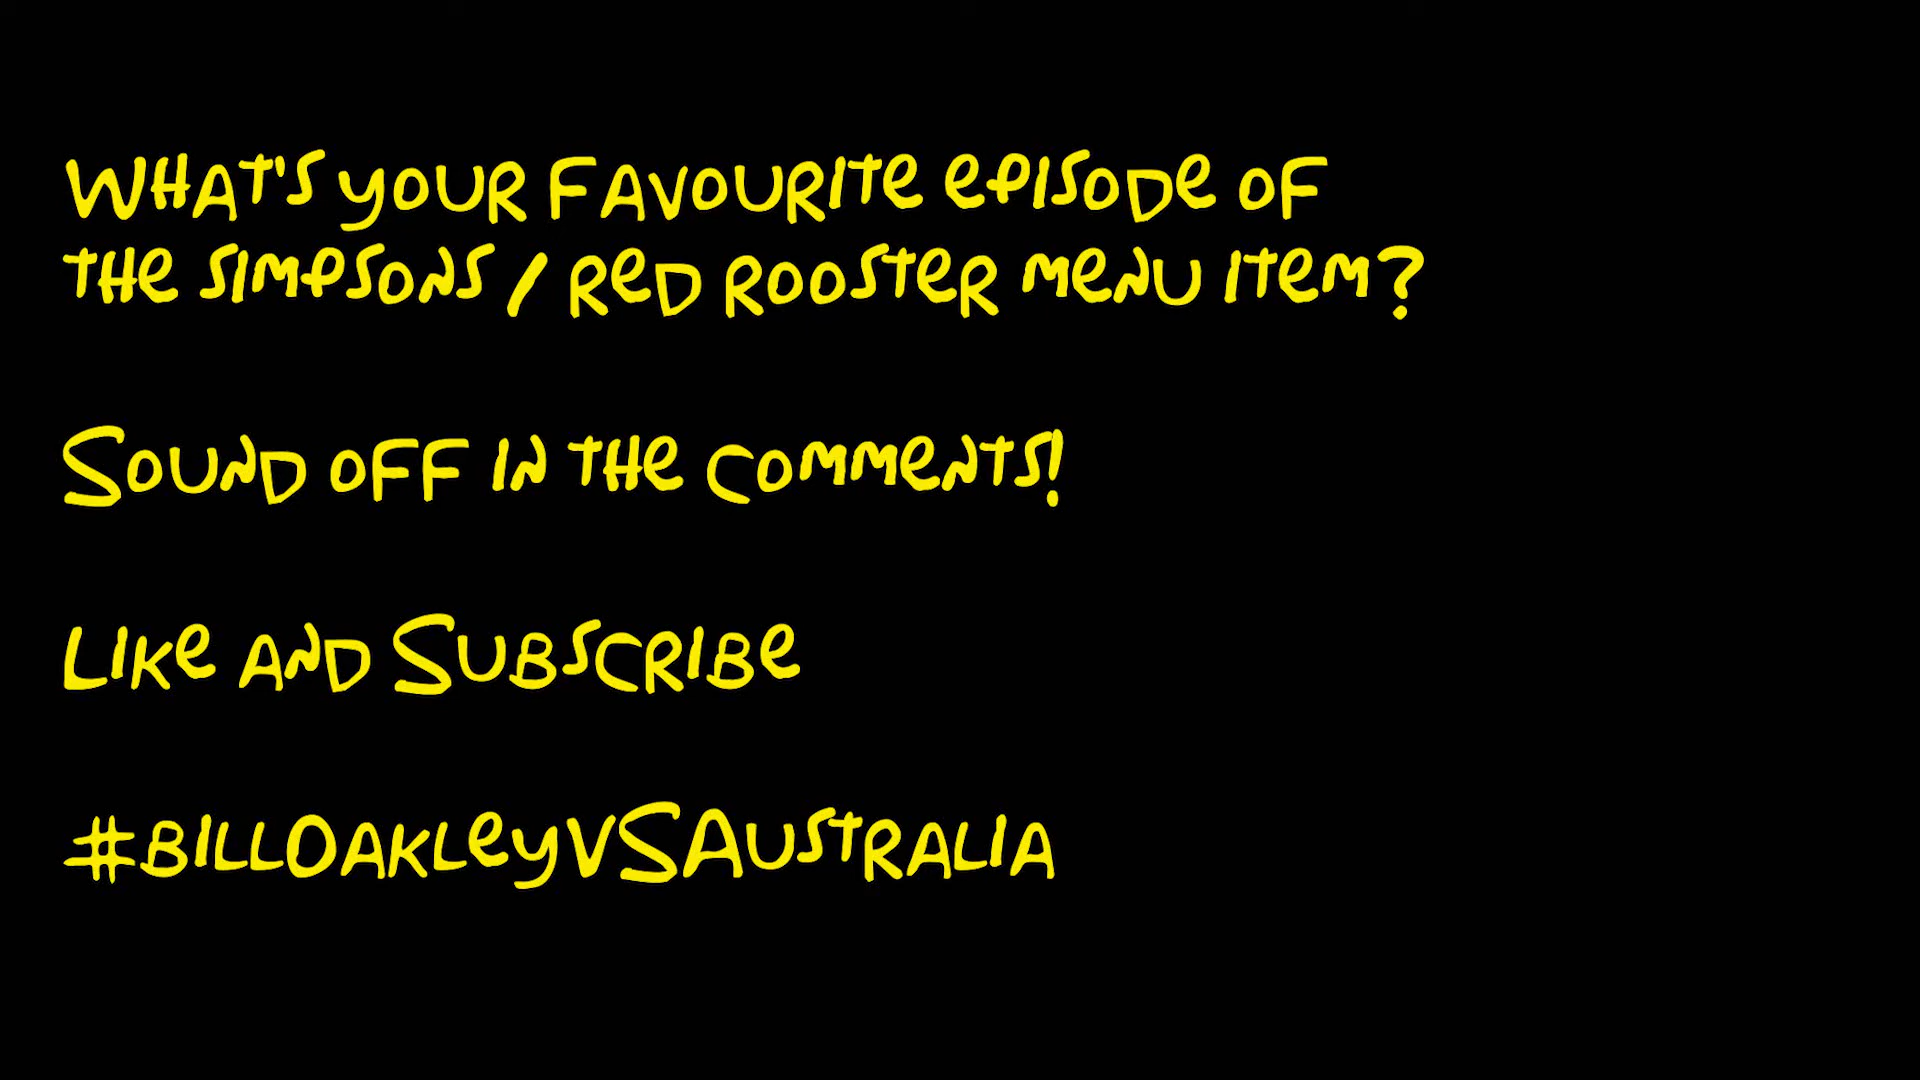 What's your favourite episode of
the simpsons / red rooster menu item?
Sound off in the comments!
Like and Subscribe
#billOakleyvsAustralia